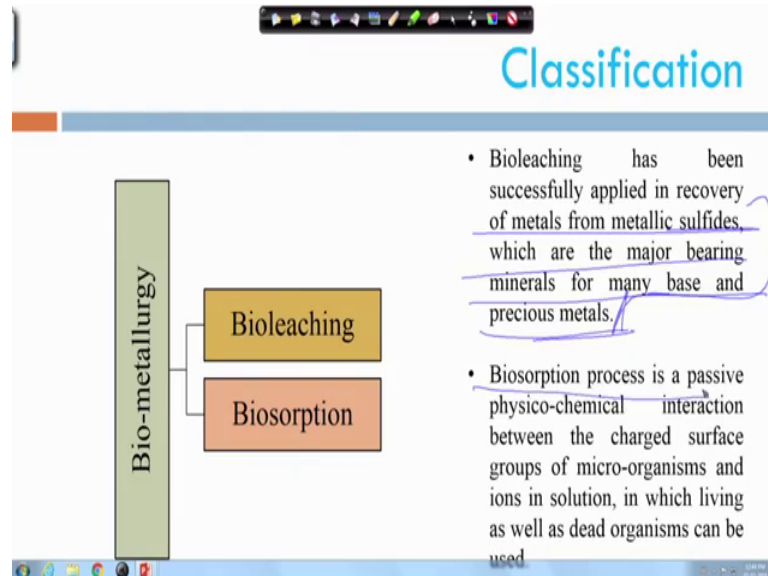 Classification
Bio-metallurgy
Bioleaching
Biosorption
• Bioleaching has been
successfully applied in recovery
of metals from metallic sulfides,
which are the major bearing
minerals for many base and
precious metals.
• Biosorption process is a passive
physico-chemical interaction
between the charged surface
groups of micro-organisms and
ions in solution, in which living
as well as dead organisms can be
used.